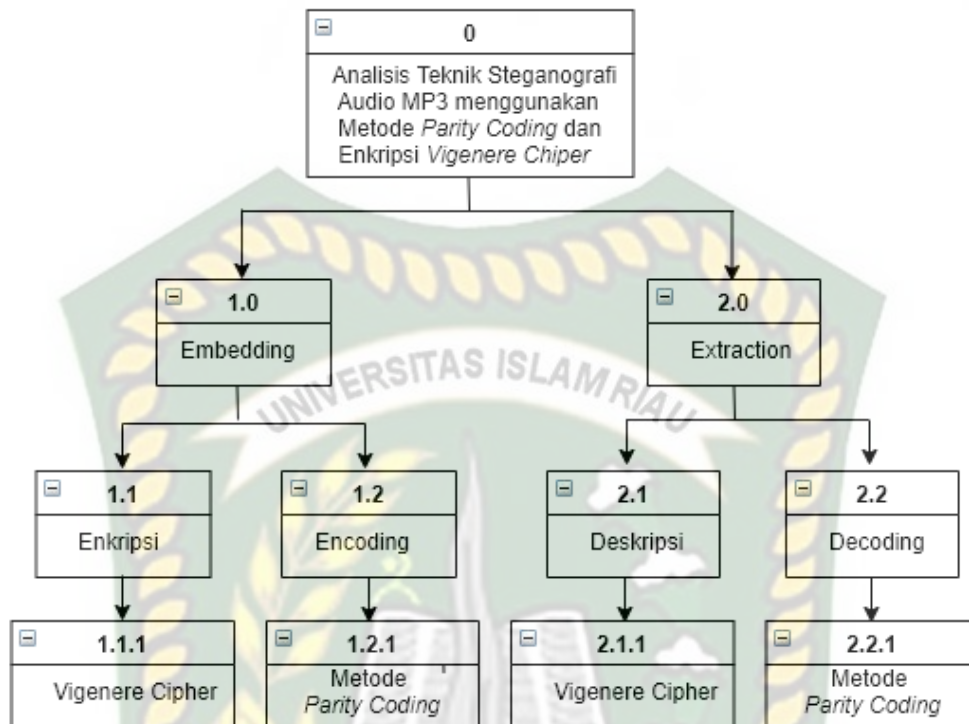 0
Analisis Teknik Steganografi
Audio MP3 menggunakan
Metode Parity Coding dan
Enkripsi Vigenere Chiper
1.0
Embedding
2.0
Extraction
UNIVERSITAS ISLAM RIAU
1.1
Enkripsi
1.2
Encoding
2.1
Deskripsi
2.2
Decoding
1.1.1
Vigenere Cipher
1.2.1
Metode
Parity Coding
2.1.1
Vigenere Cipher
2.2.1
Metode
Parity Coding